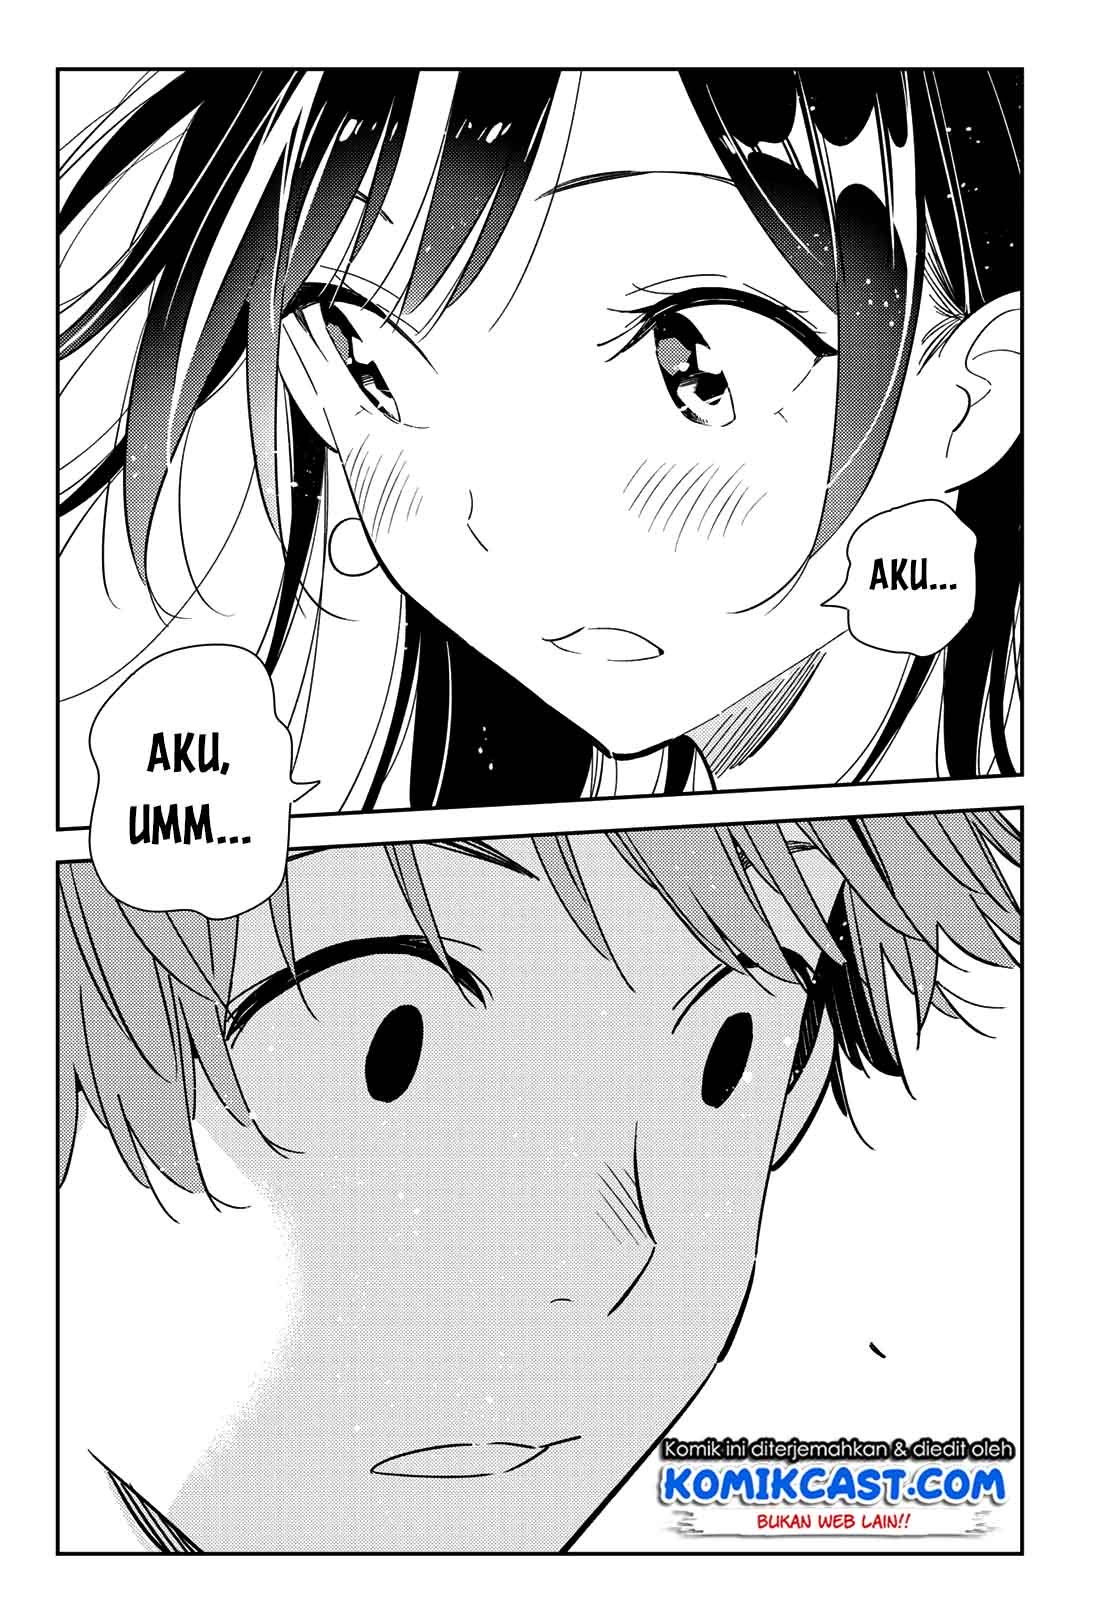 AKU...
AKU,
UMM...
Komik ini diterjemahkan & diedit oleh
KOMIKCAST.COM
BUKAN WEB LAIN!!